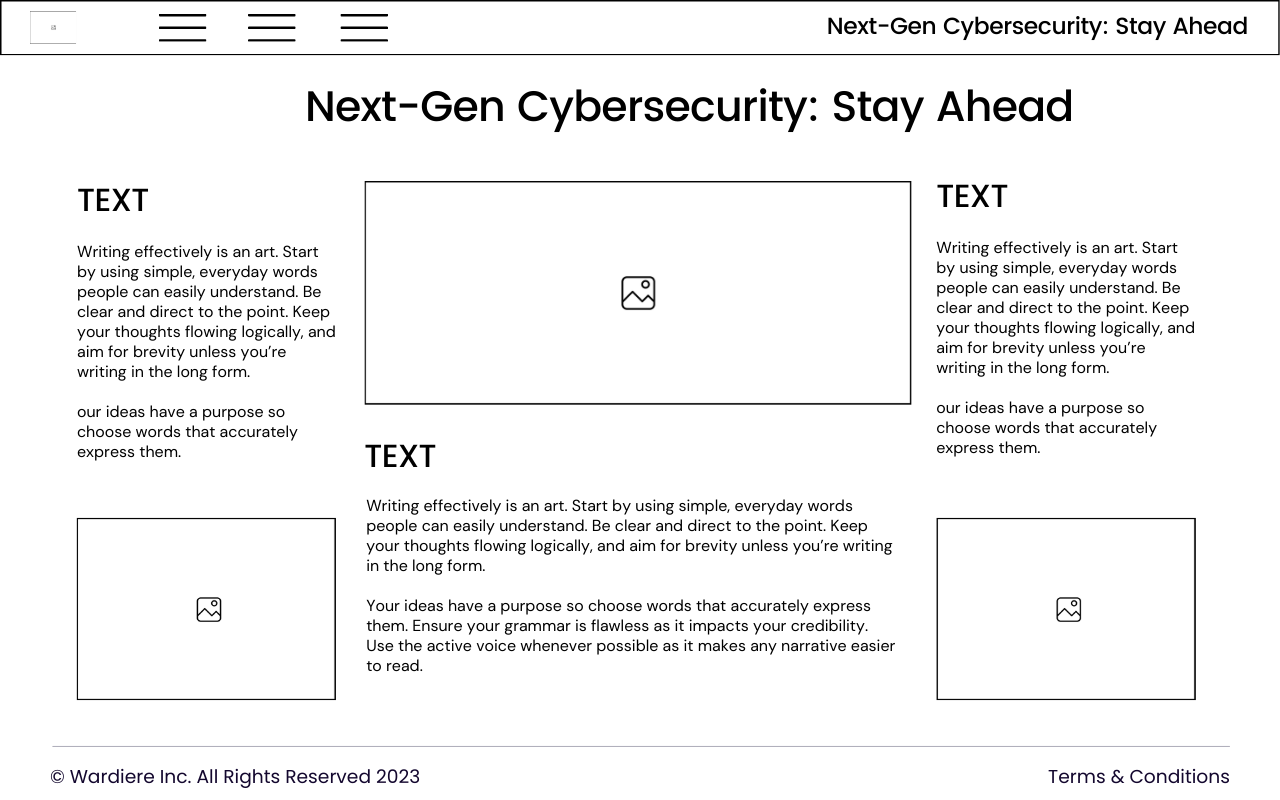 Next-Gen Cybersecurity: Stay Ahead
Next-Gen Cybersecurity: Stay Ahead
TEXT
Writing effectively is an art. Start
by using simple, everyday words
people can easily understand. Be
clear and direct to the point. Keep
your thoughts flowing logically, and
aim for brevity unless you’re
writing in the long form.
our ideas have a purpose so
choose words that accurately
express them.
TEXT
Writing effectively is an art. Start by using simple, everyday words
people can easily understand. Be clear and direct to the point. Keep
your thoughts flowing logically, and aim for brevity unless you’re writing
in the long form.
Your ideas have a purpose so choose words that accurately express
them. Ensure your grammar is flawless as it impacts your credibility.
Use the active voice whenever possible as it makes any narrative easier
to read.
TEXT
Writing effectively is an art. Start
by using simple, everyday words
people can easily understand. Be
clear and direct to the point. Keep
your thoughts flowing logically, and
aim for brevity unless you’re
writing in the long form.
our ideas have a purpose so
choose words that accurately
express them.
© Wardiere Inc. All Rights Reserved 2023
Terms & Conditions